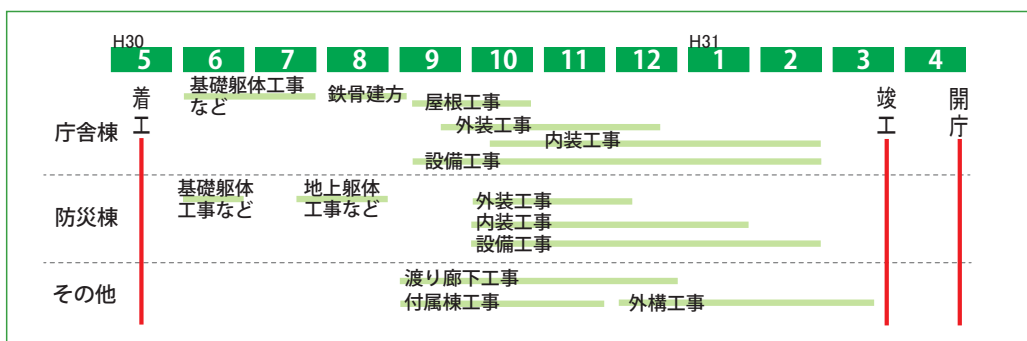 H30 H31
5 6 7 8 9 10 11 12 1 2 3 4
着工
竣工
開庁
庁舎棟
基礎躯体工事
など
鉄骨建方
屋根工事
外装工事
内装工事
設備工事
防災棟
基礎躯体
工事など
地上躯体
工事など
外装工事
内装工事
設備工事
その他
渡り廊下工事
付属棟工事
外構工事